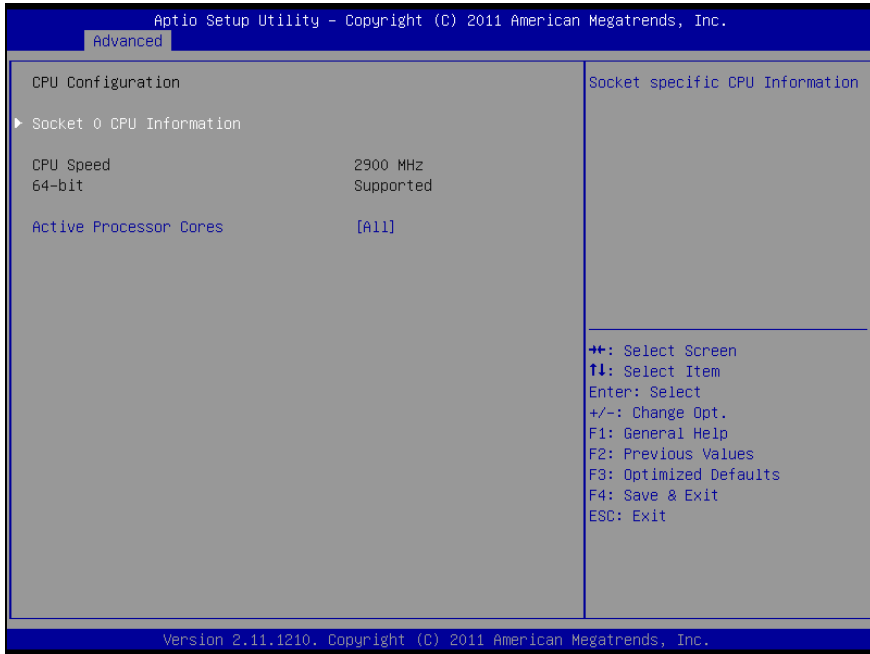 Aptio Setup Utility – Copyright (C) 2011 American Megatrends, Inc.
Advanced
CPU Configuration
Socket 0 CPU Information
CPU Speed 2900 MHz
64-bit Supported
Active Processor Cores [All]
Socket specific CPU Information
→←: Select Screen
↑↓: Select Item
Enter: Select
+/-: Change Opt.
F1: General Help
F2: Previous Values
F3: Optimized Defaults
F4: Save & Exit
ESC: Exit
Version 2.11.1210. Copyright (C) 2011 American Megatrends, Inc.